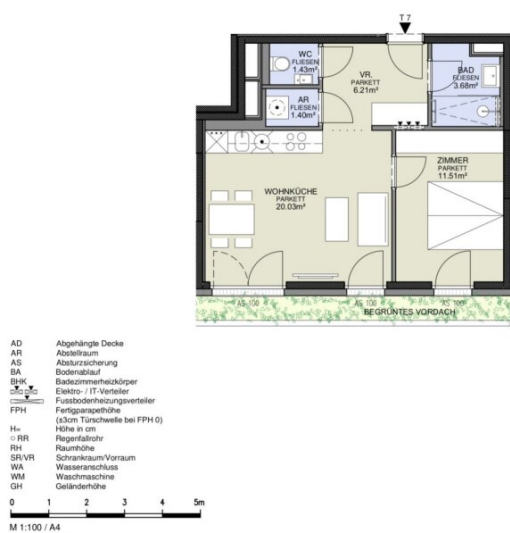 T 7
WC
FLIESEN
1.43m²
VR.
PARKETT
6.21m²
BAD
FLIESEN
3.68m²
AR
FLIESEN
1.40m²
ZIMMER
PARKETT
11.51m²
WOHNKÜCHE
PARKETT
20.03m²
AS 100
AS 100
AS 100
BEGRÜNTES VORDACH
AD Abgehängte Decke
AR Abstellraum
AS Absturzsicherung
BA Bodenablauf
BHK Badezimmerheizkörper
Elektro- / IT-Verteiler
Fussbodenheizungsverteiler
FPH Fertigparapethöhe
(±3cm Türschwelle bei FPH 0)
H= Höhe in cm
RR Regenfallrohr
RH Raumhöhe
SR/VR Schrankraum/Vorraum
WA Wasseranschluss
WM Waschmaschine
GH Geländerhöhe
0 1 2 3 4 5m
M 1:100 / A4